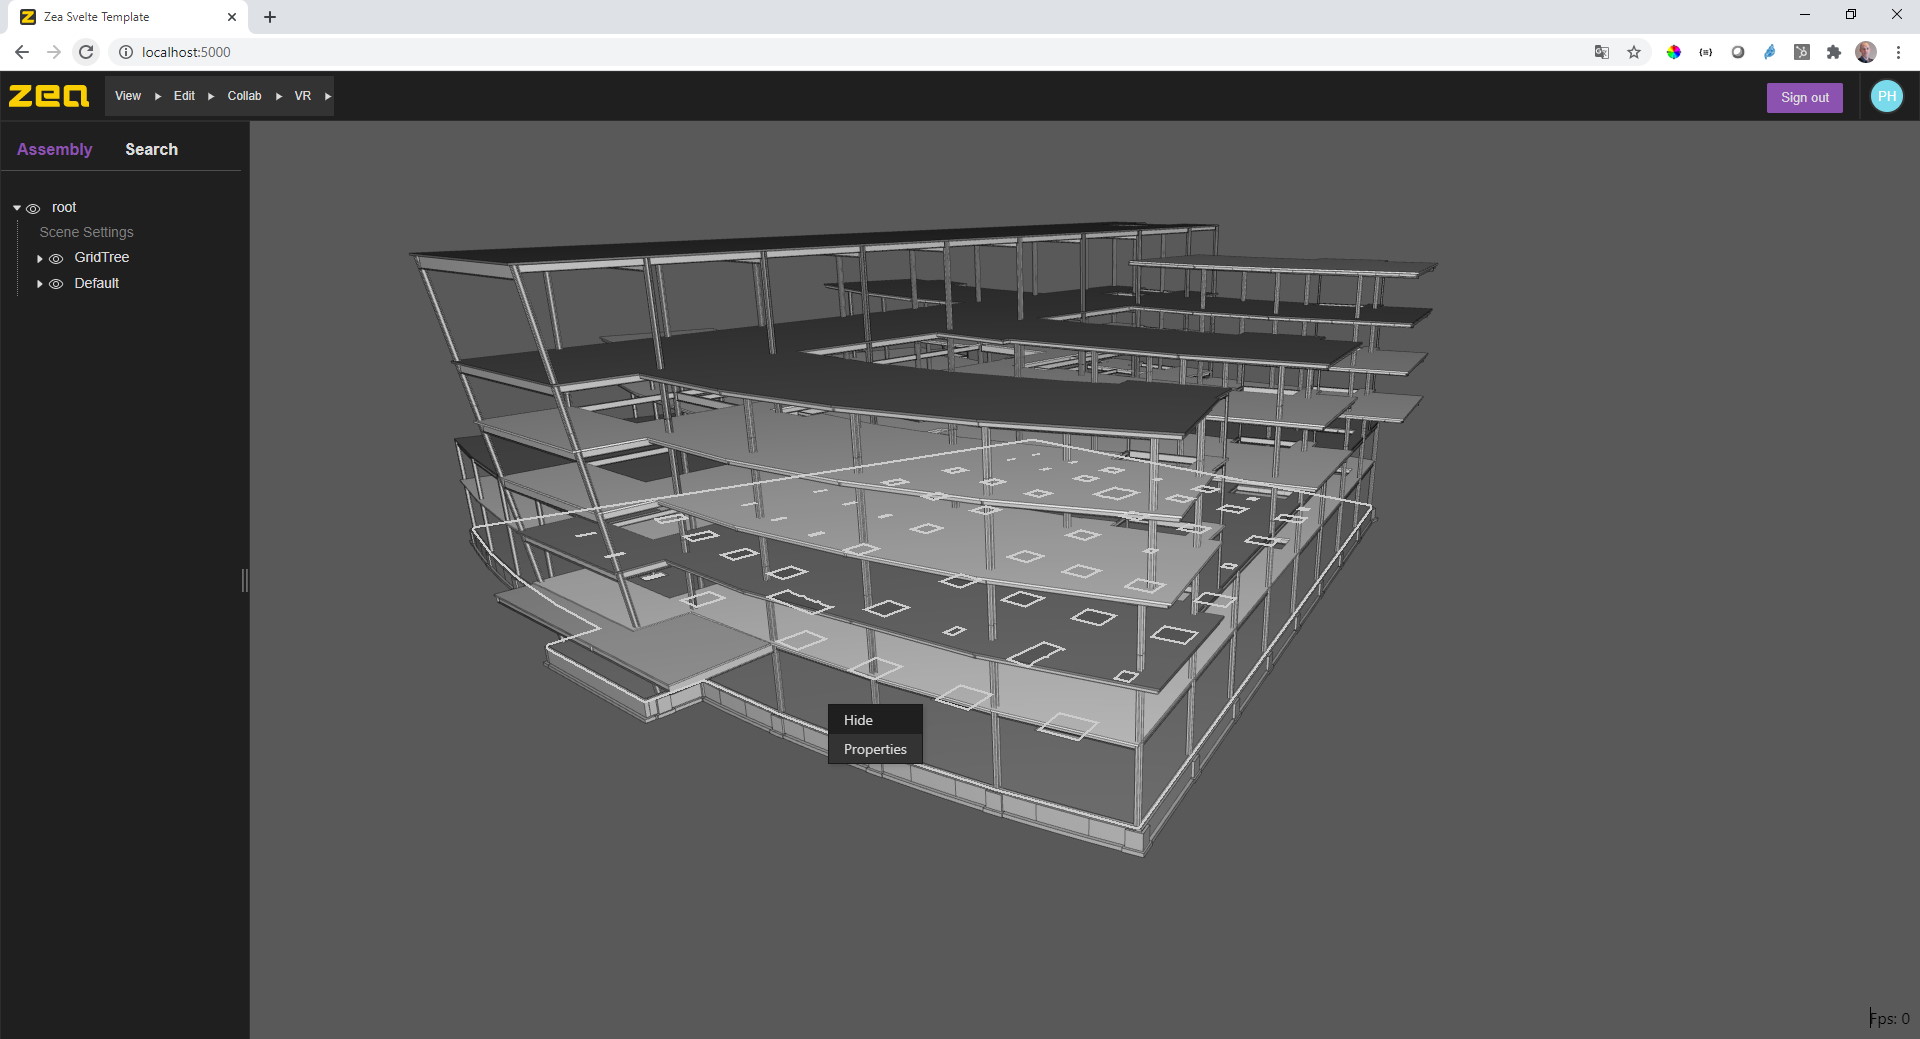 Zea Svelte Template
localhost:5000
zea
View
Edit
Collab
VR
Sign out
PH
Assembly
Search
root
Scene Settings
GridTree
Default
Hide
Properties
Fps: 0